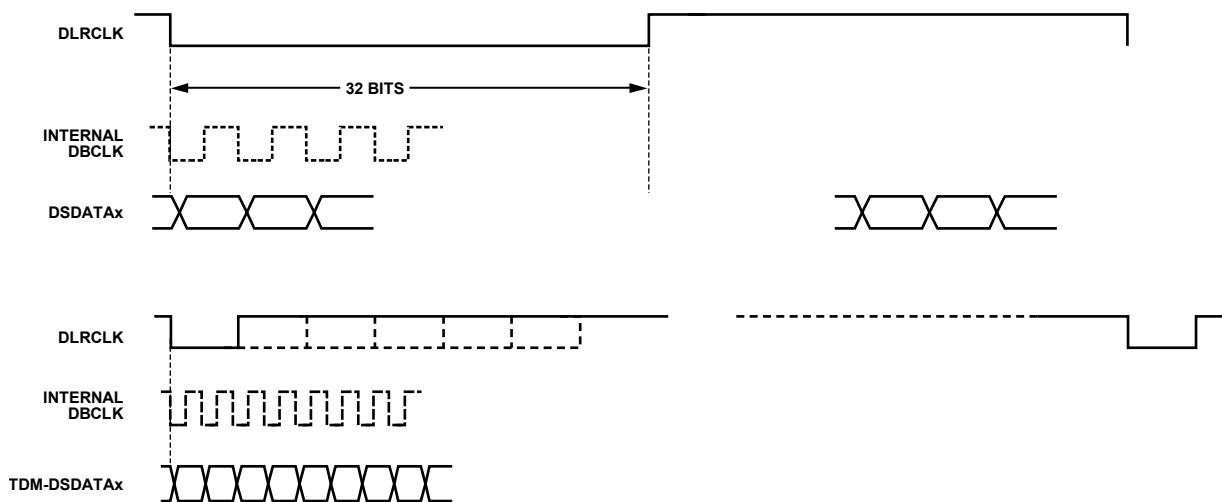 DLRCLK
32 BITS
INTERNAL
DBCLK
DSDATAx
DLRCLK
INTERNAL
DBCLK
TDM-DSDATAx